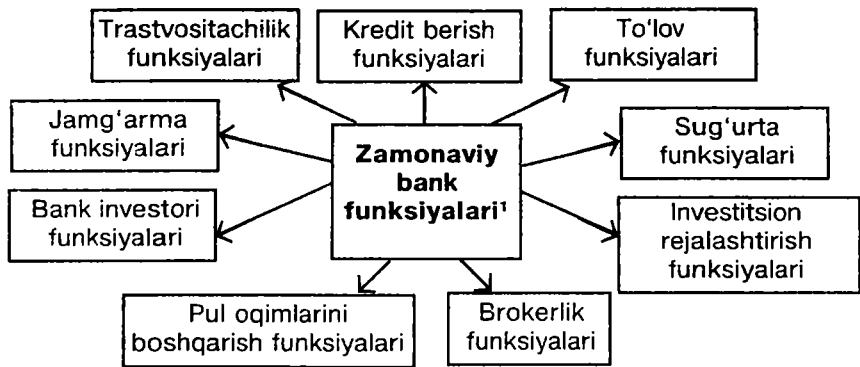 Trastvositachilik
funksiyalari
Kredit berish
funksiyalari
To‘lov
funksiyalari
Jamg‘arma
funksiyalari
Zamonaviy
bank
funksiyalari¹
Sug‘urta
funksiyalari
Bank investori
funksiyalari
Investitsion
rejalashtirish
funksiyalari
Pul oqimlarini
boshqarish funksiyalari
Brokerlik
funksiyalari